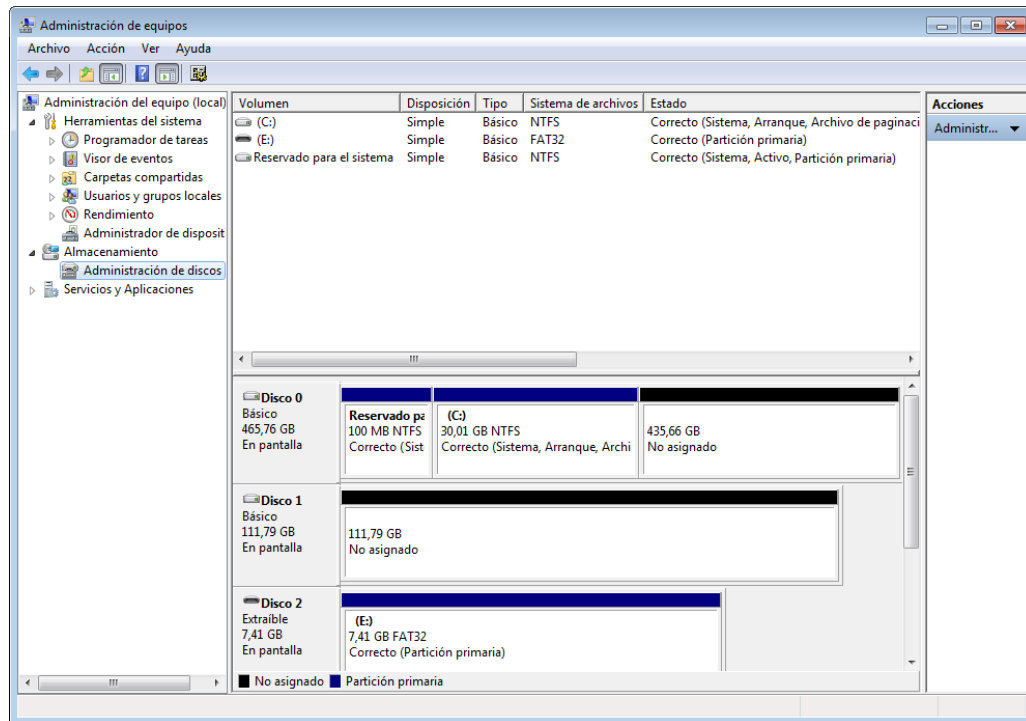 Administración de equipos
Archivo Acción Ver Ayuda
Administración del equipo (local)
Herramientas del sistema
Programador de tareas
Visor de eventos
Carpetas compartidas
Usuarios y grupos locales
Rendimiento
Administrador de disposit
Almacenamiento
Administración de discos
Servicios y Aplicaciones
Volumen Disposición Tipo Sistema de archivos Estado
(C:) Simple Básico NTFS Correcto (Sistema, Arranque, Archivo de paginaci
(E:) Simple Básico FAT32 Correcto (Partición primaria)
Reservado para el sistema Simple Básico NTFS Correcto (Sistema, Activo, Partición primaria)
Acciones
Administr...
Disco 0
Básico
465,76 GB
En pantalla
Reservado pa
100 MB NTFS
Correcto (Sist
(C:)
30,01 GB NTFS
Correcto (Sistema, Arranque, Archi
435,66 GB
No asignado
Disco 1
Básico
111,79 GB
En pantalla
111,79 GB
No asignado
Disco 2
Extraíble
7,41 GB
En pantalla
(E:)
7,41 GB FAT32
Correcto (Partición primaria)
No asignado Partición primaria